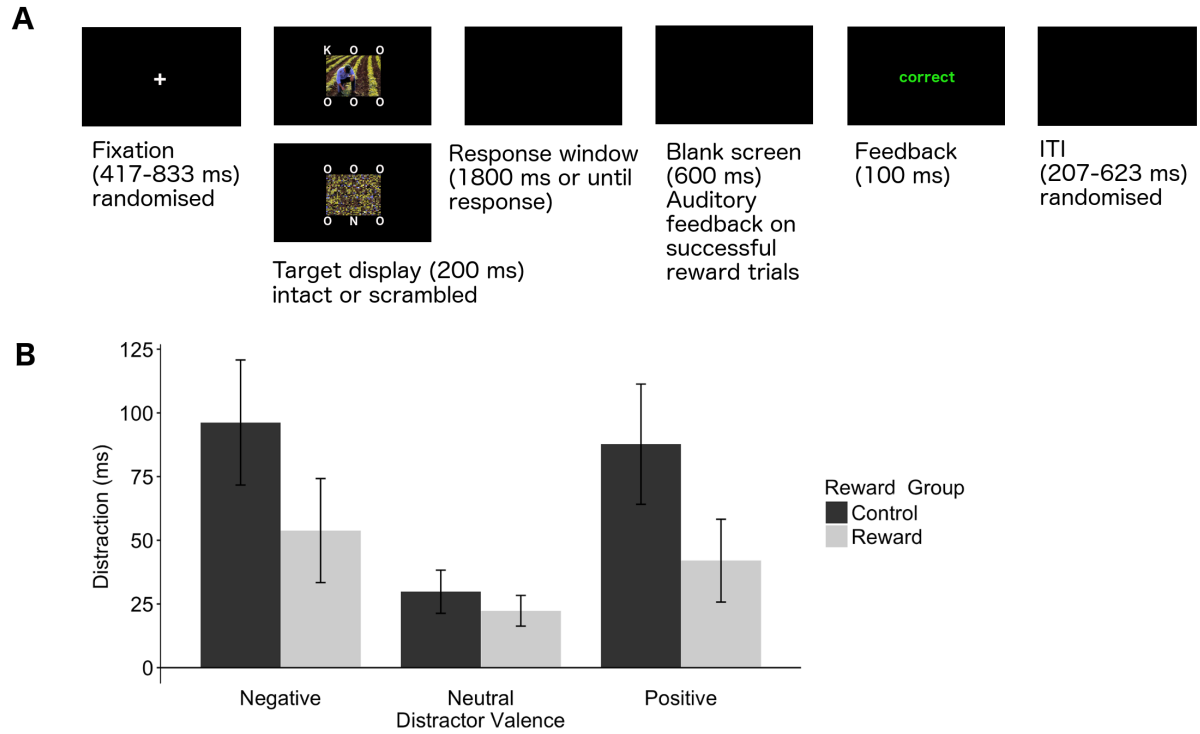 A
+
K O O
O O O
O O O
O N O
correct
Fixation
(417-833 ms)
randomised
Target display (200 ms)
intact or scrambled
Response window
(1800 ms or until
response)
Blank screen
(600 ms)
Auditory
feedback on
successful
reward trials
Feedback
(100 ms)
ITI
(207-623 ms)
randomised
B
Distraction (ms)
125
100
75
50
25
0
Negative
Neutral
Positive
Distractor Valence
Reward Group
Control
Reward